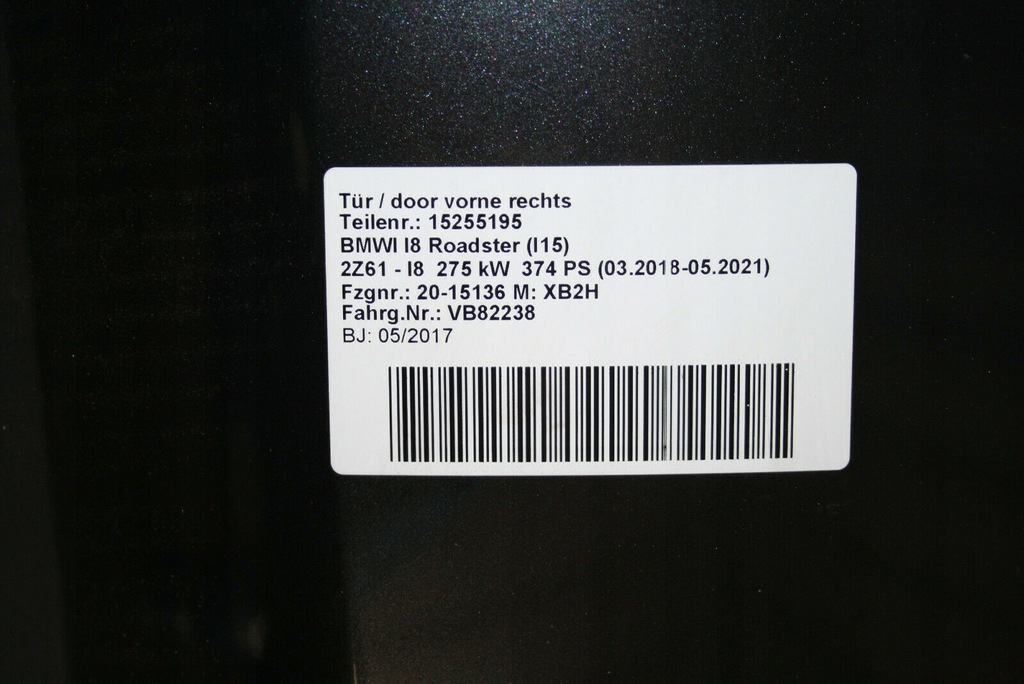 Tür / door vorne rechts
Teilenr.: 15255195
BMWI I8 Roadster (I15)
2Z61 - I8 275 kW 374 PS (03.2018-05.2021)
Fzgnr.: 20-15136 M: XB2H
Fahrg.Nr.: VB82238
BJ: 05/2017